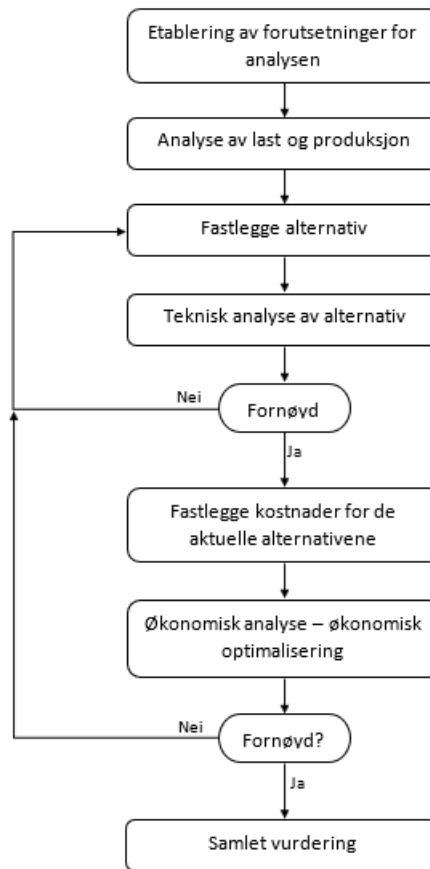 Etablering av forutsetninger for
analysen
Analyse av last og produksjon
Fastlegge alternativ
Teknisk analyse av alternativ
Nei
Fornøyd
Ja
Fastlegge kostnader for de
aktuelle alternativene
Økonomisk analyse – økonomisk
optimalisering
Nei
Fornøyd?
Ja
Samlet vurdering